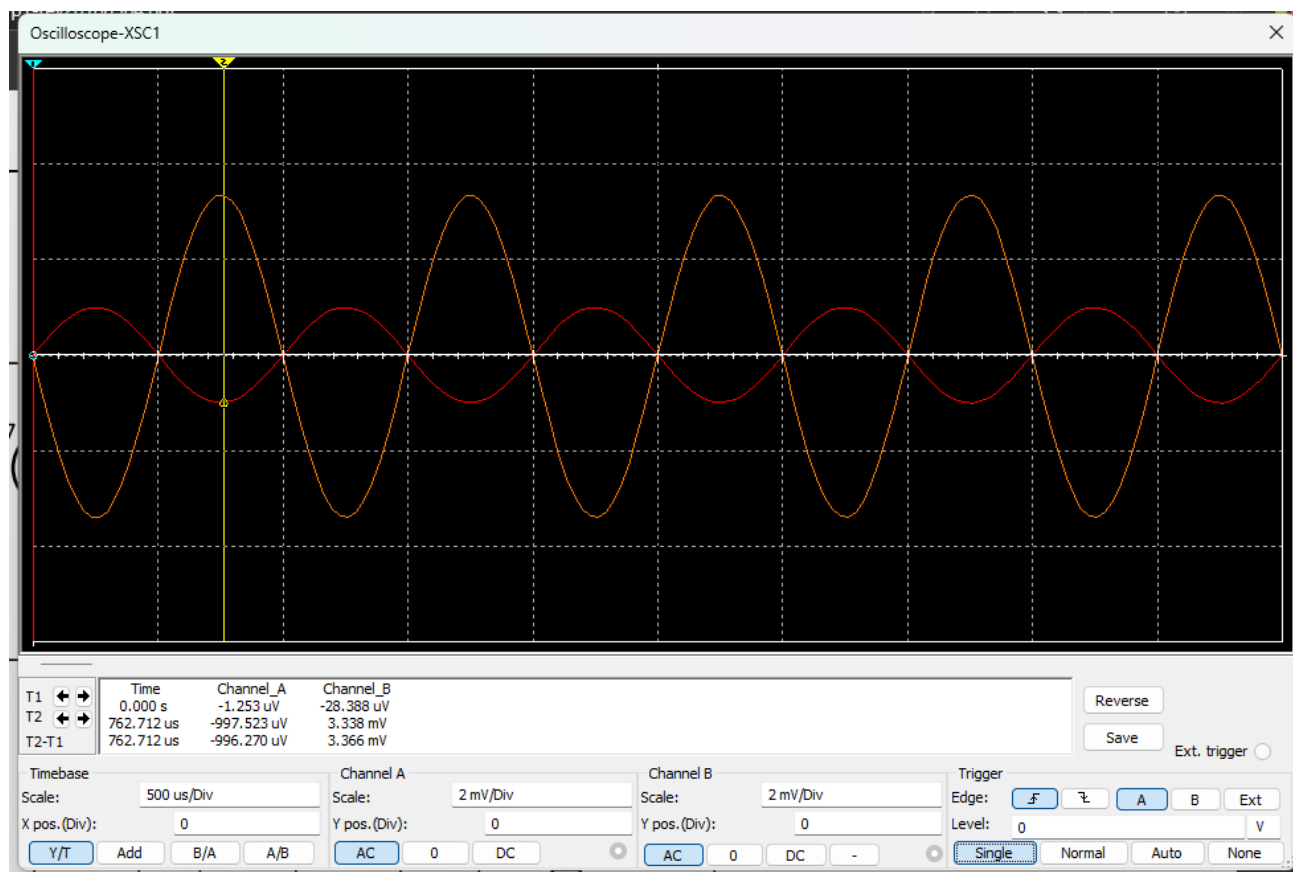 Oscilloscope-XSC1
1 2
Time Channel_A Channel_B
T1 0.000 s -1.253 uV -28.388 uV
T2 762.712 us -997.523 uV 3.338 mV
T2-T1 762.712 us -996.270 uV 3.366 mV
Reverse
Save
Ext. trigger
Timebase Channel A Channel B Trigger
Scale: 500 us/Div Scale: 2 mV/Div Scale: 2 mV/Div Edge: A B Ext
X pos.(Div): 0 Y pos.(Div): 0 Y pos.(Div): 0 Level: 0 V
Y/T Add B/A A/B AC 0 DC AC 0 DC - Single Normal Auto None